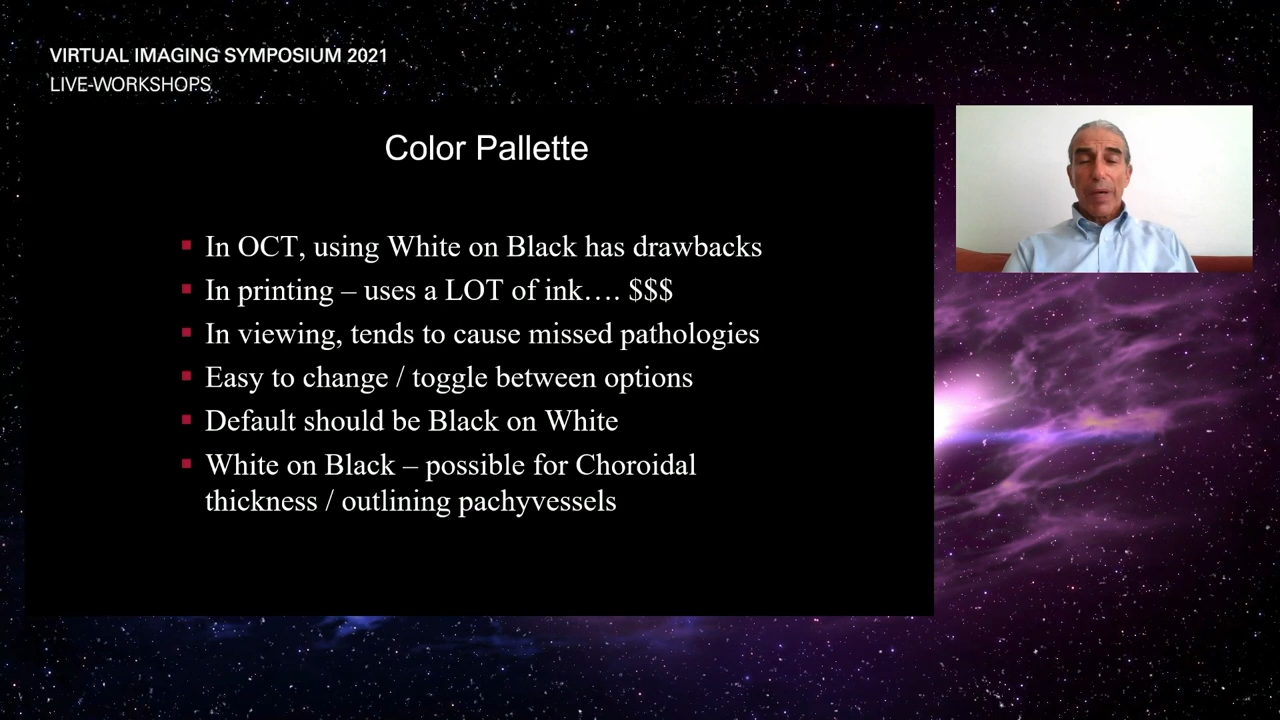 VIRTUAL IMAGING SYMPOSIUM 2021
LIVE-WORKSHOPS
Color Pallette
In OCT, using White on Black has drawbacks
In printing – uses a LOT of ink…. $$$
In viewing, tends to cause missed pathologies
Easy to change / toggle between options
Default should be Black on White
White on Black – possible for Choroidal
thickness / outlining pachyvessels